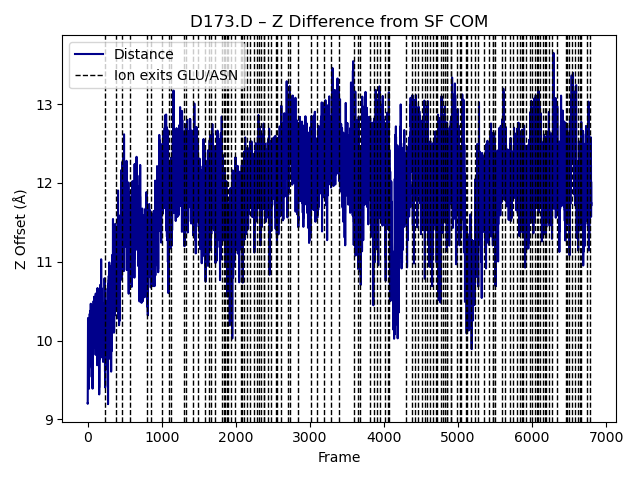 D173.D – Z Difference from SF COM
Distance
Ion exits GLU/ASN
Z Offset (Å)
13
12
11
10
9
0 1000 2000 3000 4000 5000 6000 7000
Frame